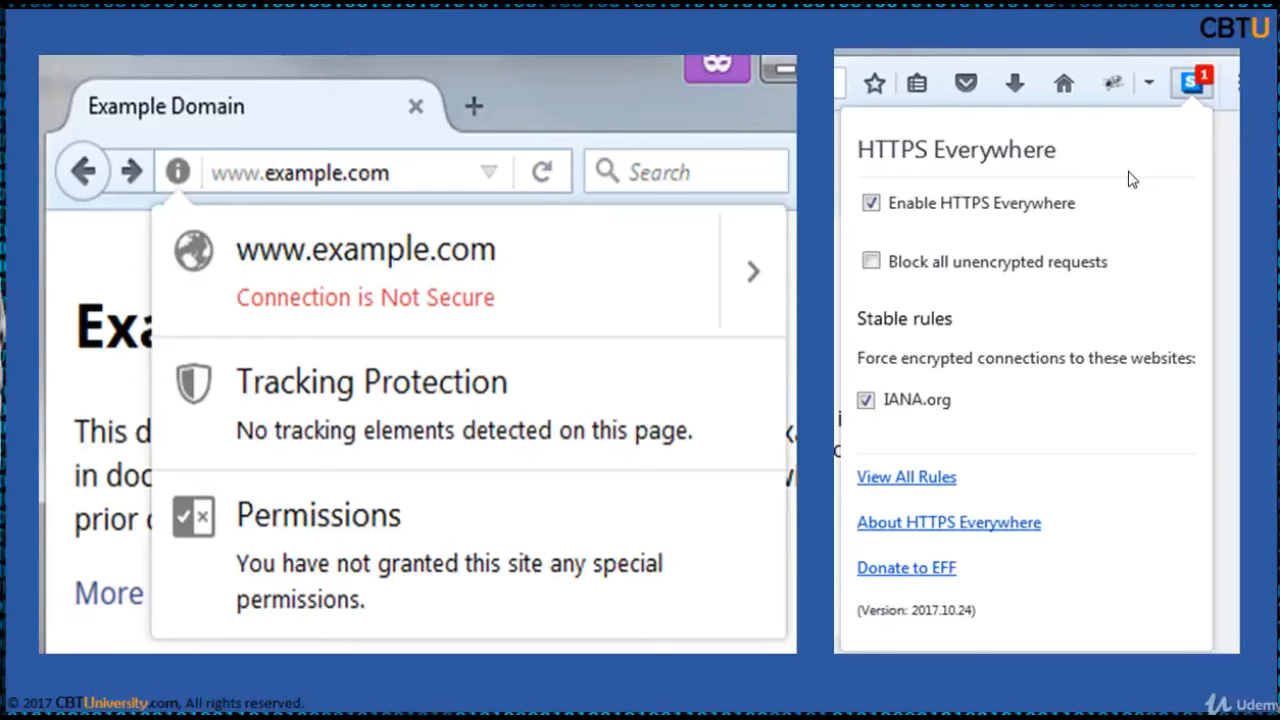 CBTU
Example Domain
www.example.com
Search
www.example.com
Connection is Not Secure
Tracking Protection
No tracking elements detected on this page.
Permissions
You have not granted this site any special
permissions.
Exa
This d
in doc
prior
More
1
S
HTTPS Everywhere
Enable HTTPS Everywhere
Block all unencrypted requests
Stable rules
Force encrypted connections to these websites:
IANA.org
View All Rules
About HTTPS Everywhere
Donate to EFF
(Version: 2017.10.24)
© 2017 CBTUniversity.com, All rights reserved.
Udemy